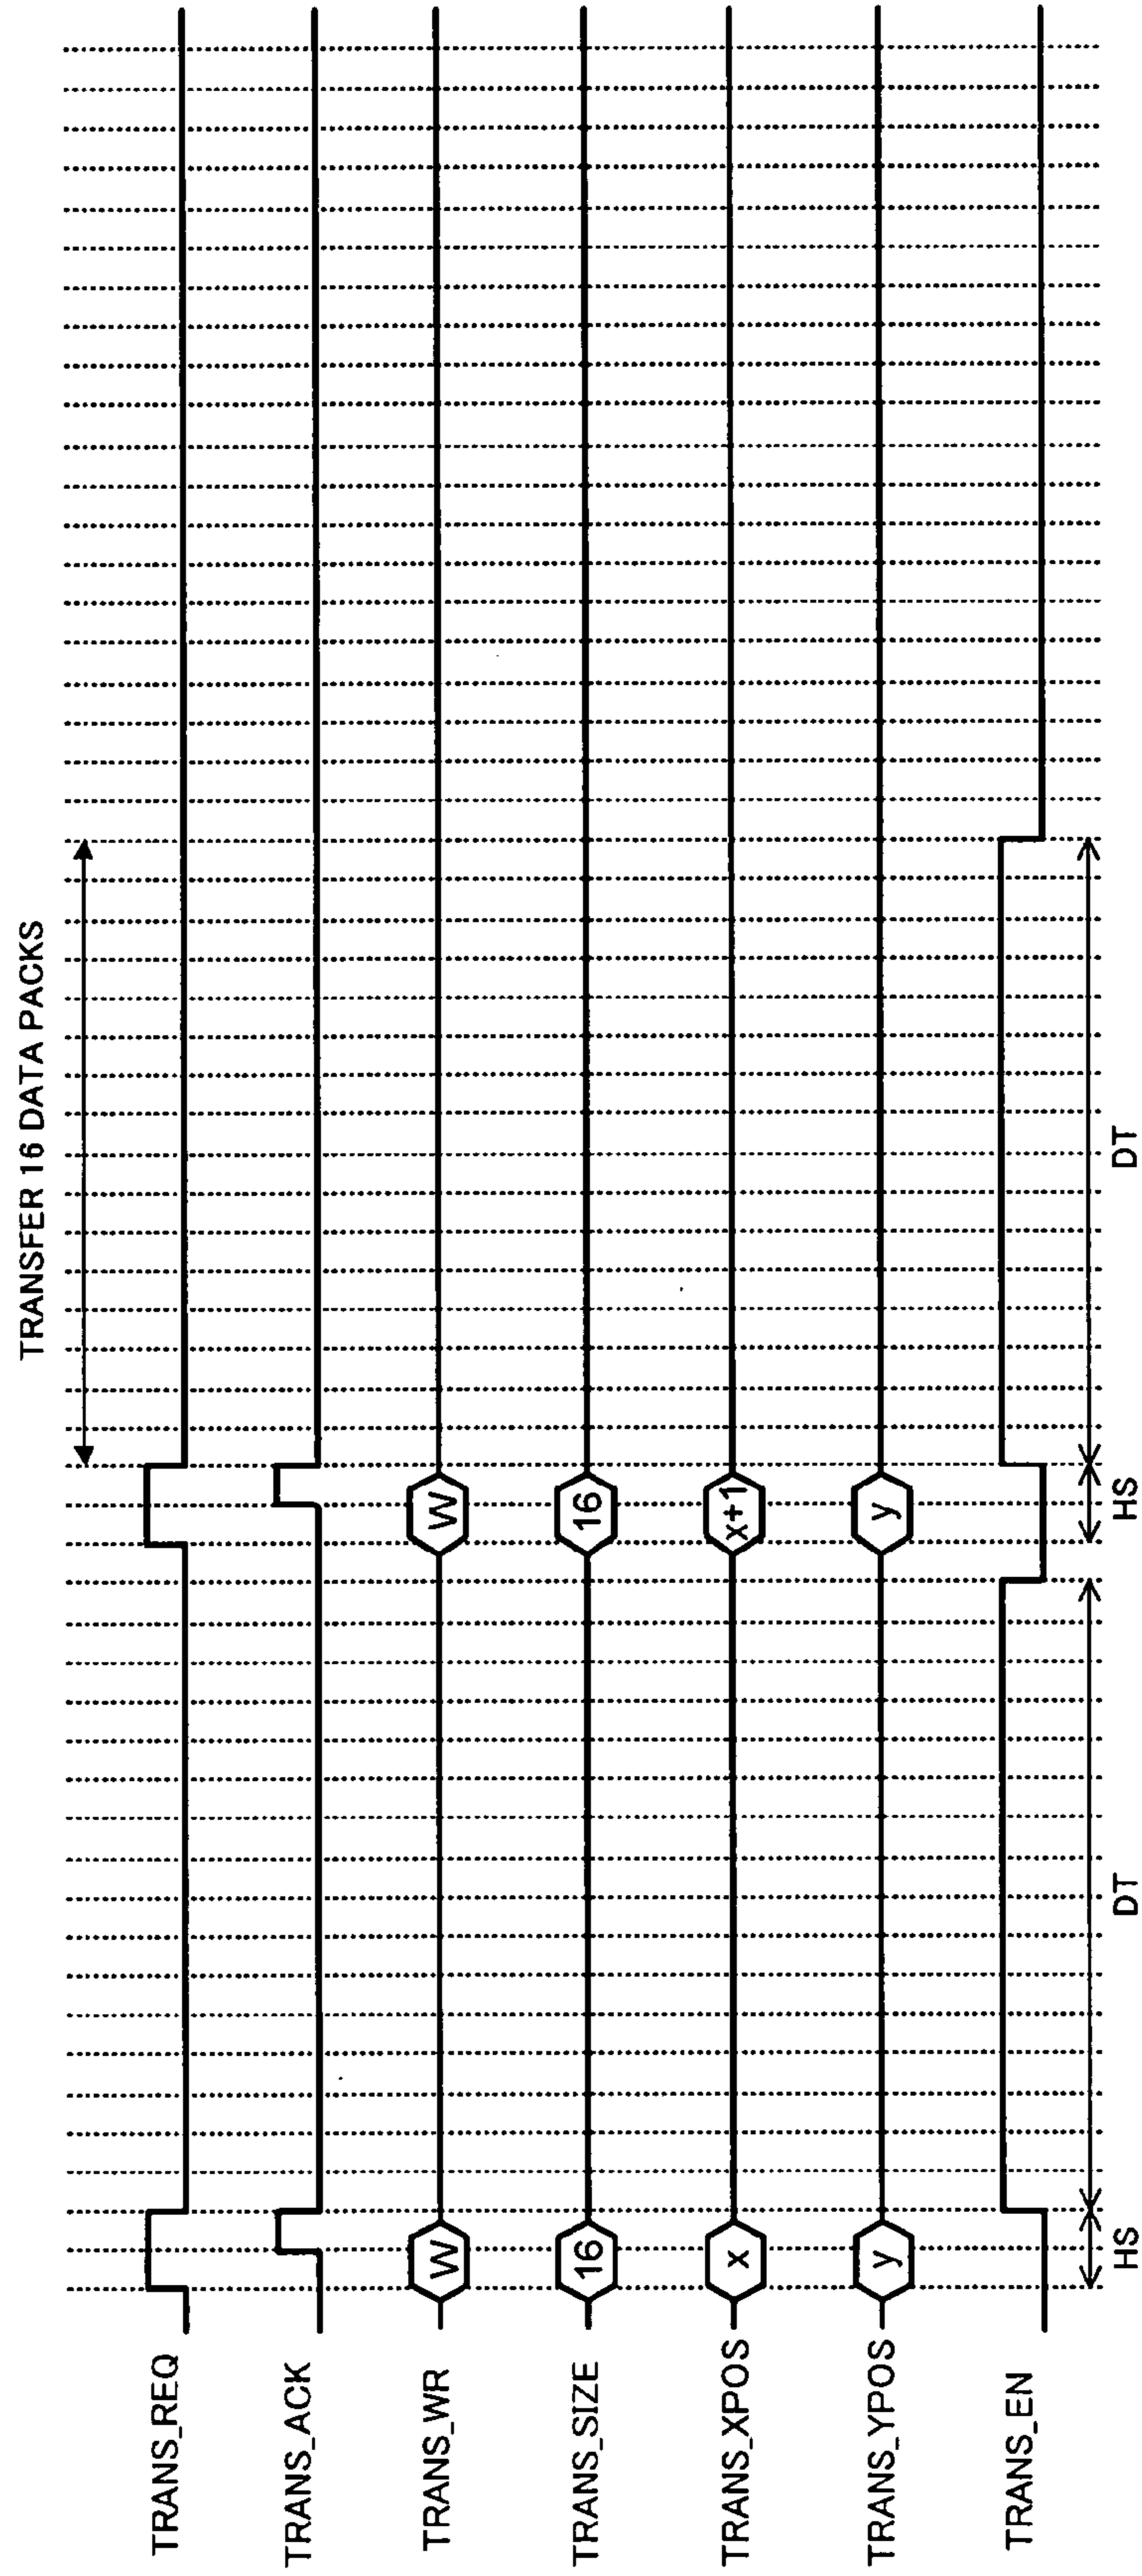 TRANSFER 16 DATA PACKS
TRANS_REQ
TRANS_ACK
TRANS_WR W W
TRANS_SIZE 16 16
TRANS_XPOS x x+1
TRANS_YPOS y y
TRANS_EN
HS DT HS DT